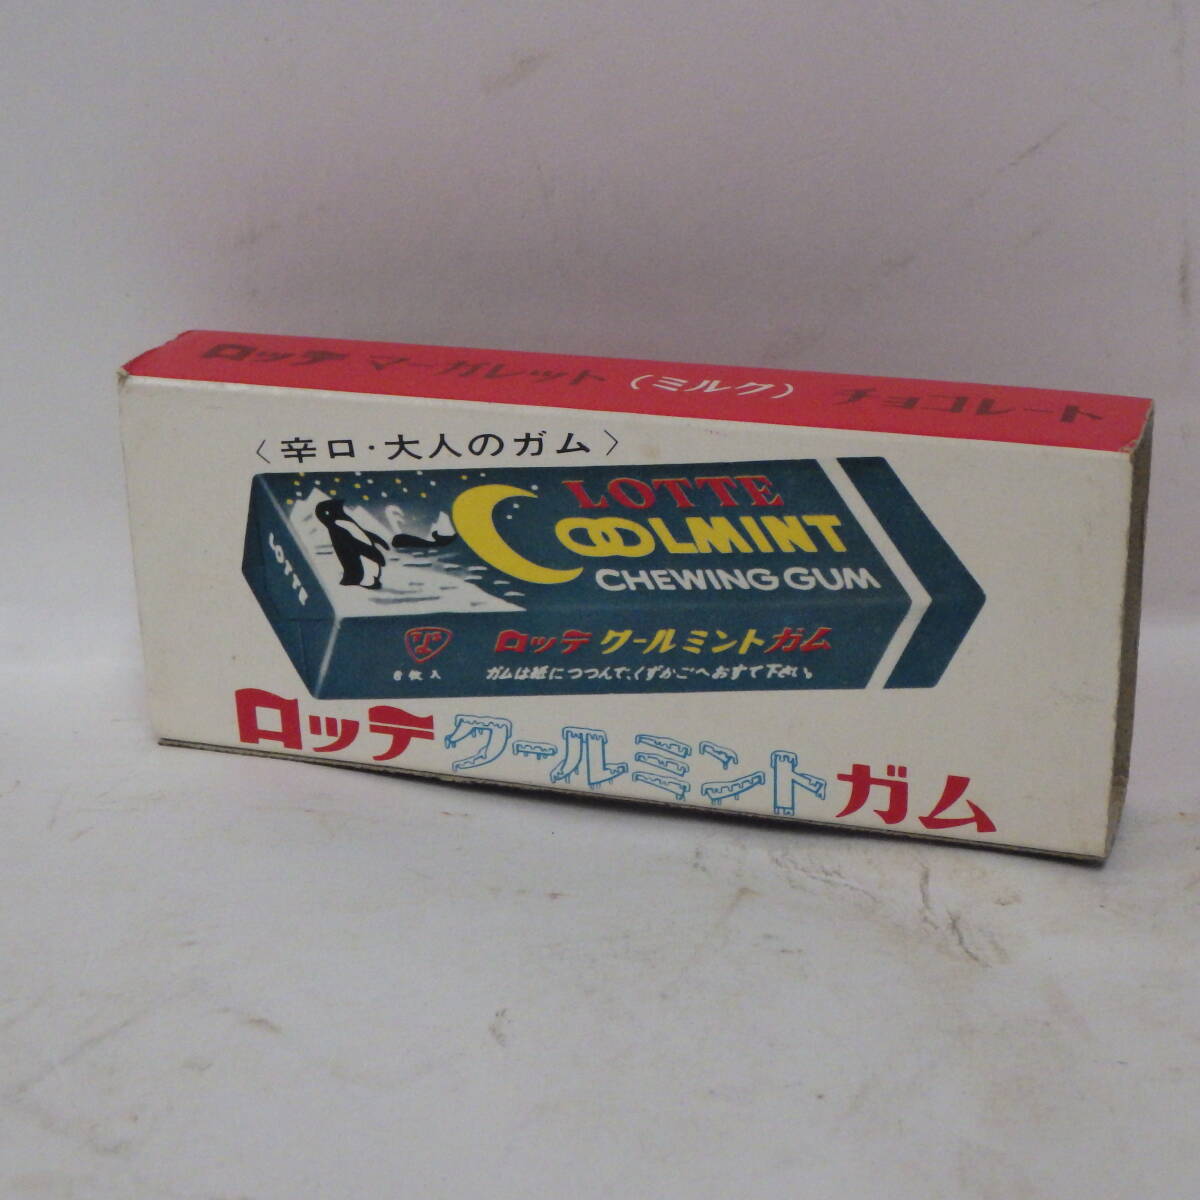 ロッテ マーガレット (ミルク) チョコレート
〈辛口・大人のガム〉
LOTTE
COOLMINT
CHEWING GUM
LOTTE
ロッテ クールミントガム
6枚入
ガムは紙につつんで、くずかごへおすて下さい。
ロッテ クールミント ガム